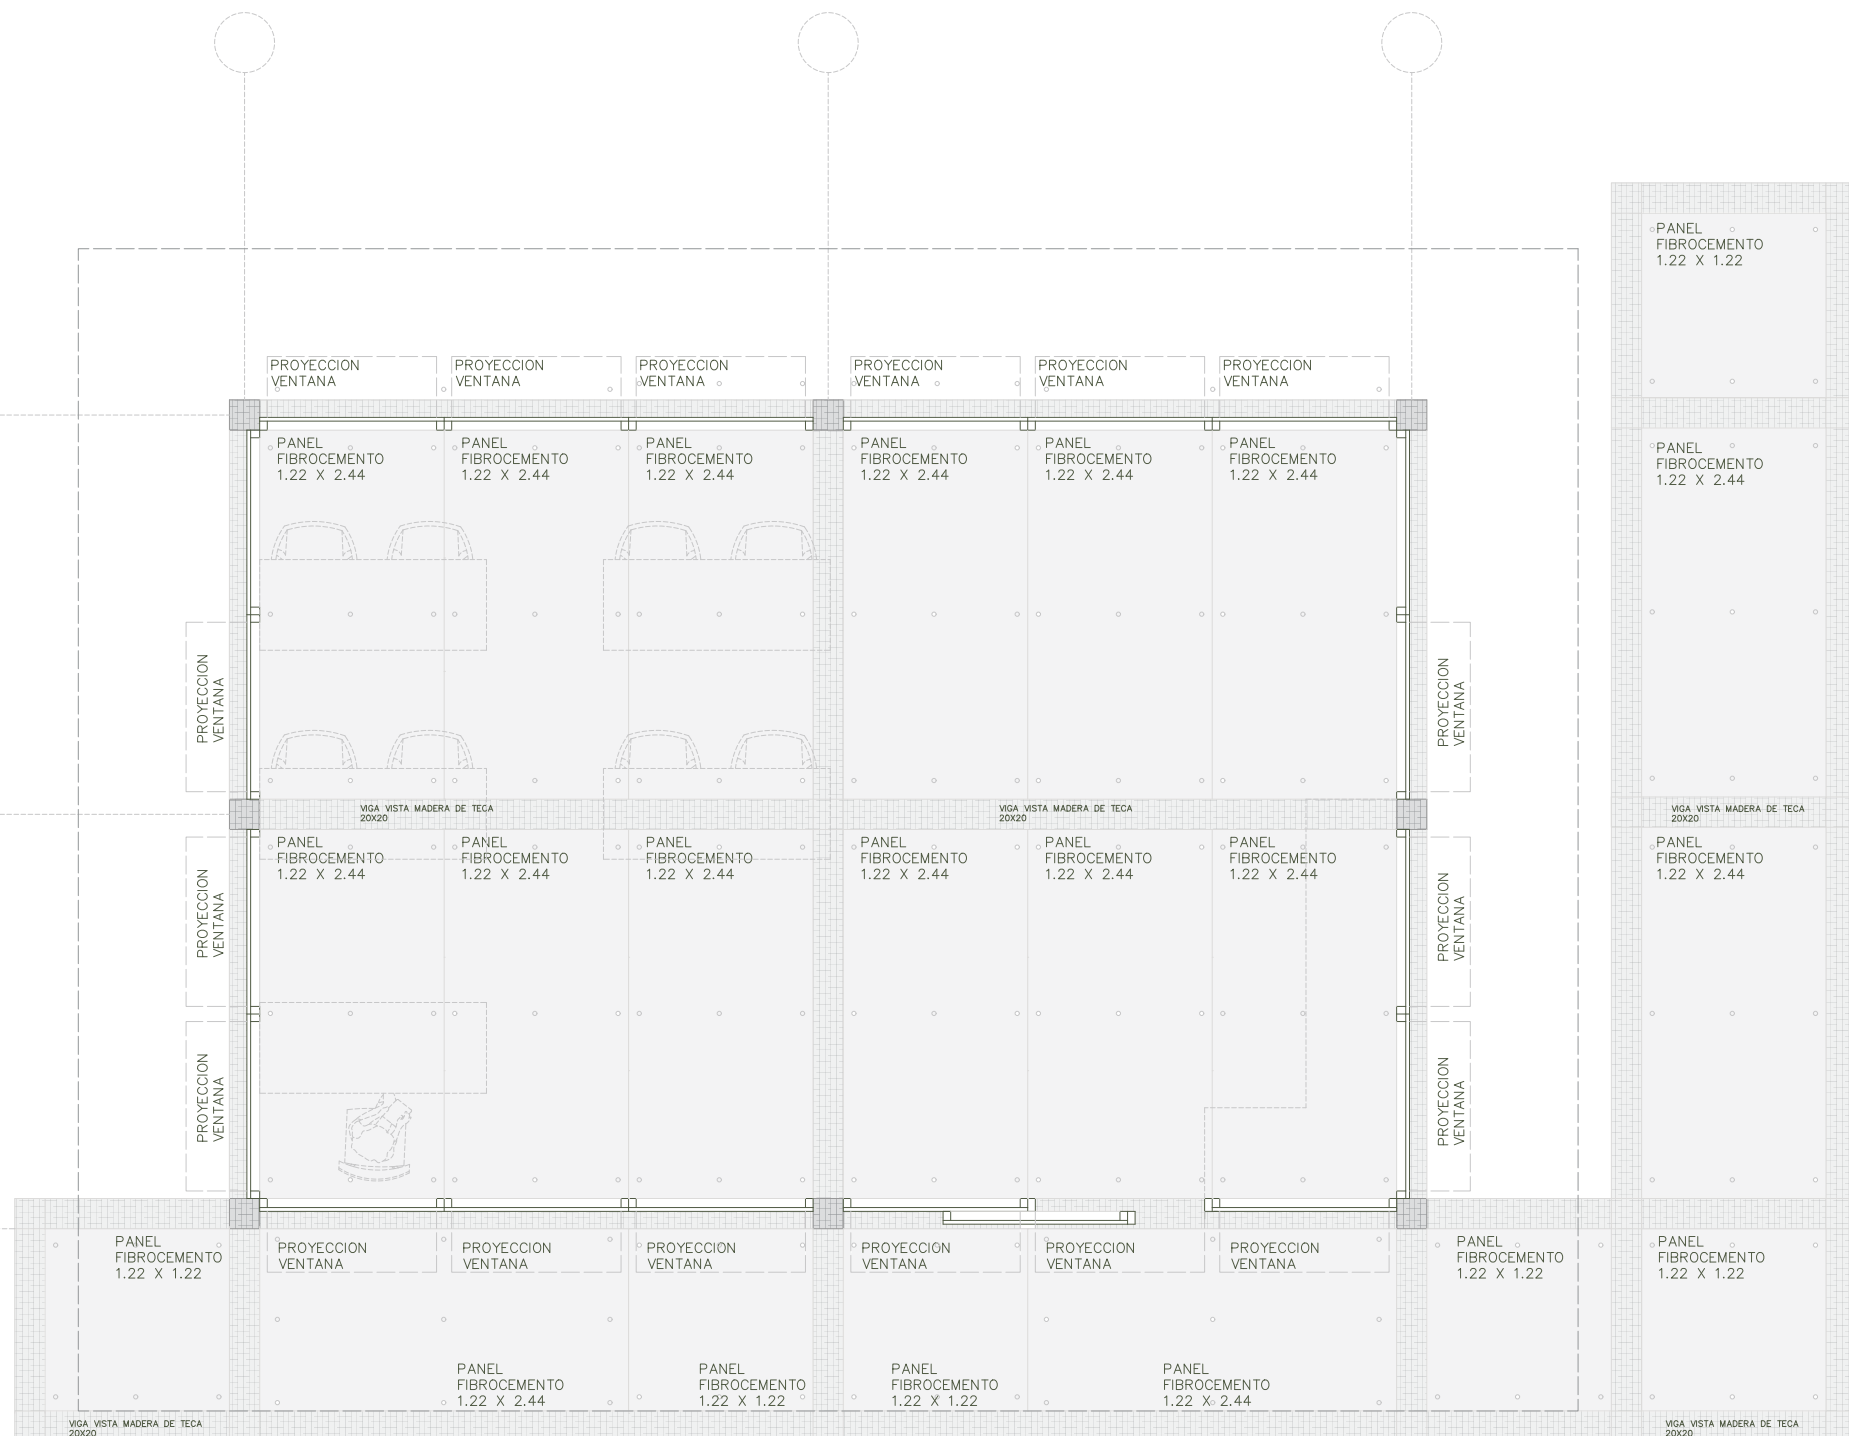 PANEL
FIBROCEMENTO
1.22 X 1.22
PROYECCION
VENTANA
PROYECCION
VENTANA
PROYECCION
VENTANA
PROYECCION
VENTANA
PROYECCION
VENTANA
PROYECCION
VENTANA
PANEL
FIBROCEMENTO
1.22 X 2.44
PANEL
FIBROCEMENTO
1.22 X 2.44
PANEL
FIBROCEMENTO
1.22 X 2.44
PANEL
FIBROCEMENTO
1.22 X 2.44
PANEL
FIBROCEMENTO
1.22 X 2.44
PANEL
FIBROCEMENTO
1.22 X 2.44
PANEL
FIBROCEMENTO
1.22 X 2.44
PROYECCION
VENTANA
PROYECCION
VENTANA
VIGA VISTA MADERA DE TECA
20X20
VIGA VISTA MADERA DE TECA
20X20
VIGA VISTA MADERA DE TECA
20X20
PANEL
FIBROCEMENTO
1.22 X 2.44
PANEL
FIBROCEMENTO
1.22 X 2.44
PANEL
FIBROCEMENTO
1.22 X 2.44
PANEL
FIBROCEMENTO
1.22 X 2.44
PANEL
FIBROCEMENTO
1.22 X 2.44
PANEL
FIBROCEMENTO
1.22 X 2.44
PANEL
FIBROCEMENTO
1.22 X 2.44
PROYECCION
VENTANA
PROYECCION
VENTANA
PROYECCION
VENTANA
PROYECCION
VENTANA
PANEL
FIBROCEMENTO
1.22 X 1.22
PROYECCION
VENTANA
PROYECCION
VENTANA
PROYECCION
VENTANA
PROYECCION
VENTANA
PROYECCION
VENTANA
PROYECCION
VENTANA
PANEL
FIBROCEMENTO
1.22 X 1.22
PANEL
FIBROCEMENTO
1.22 X 1.22
PANEL
FIBROCEMENTO
1.22 X 2.44
PANEL
FIBROCEMENTO
1.22 X 1.22
PANEL
FIBROCEMENTO
1.22 X 1.22
PANEL
FIBROCEMENTO
1.22 X 2.44
VIGA VISTA MADERA DE TECA
20X20
VIGA VISTA MADERA DE TECA
20X20